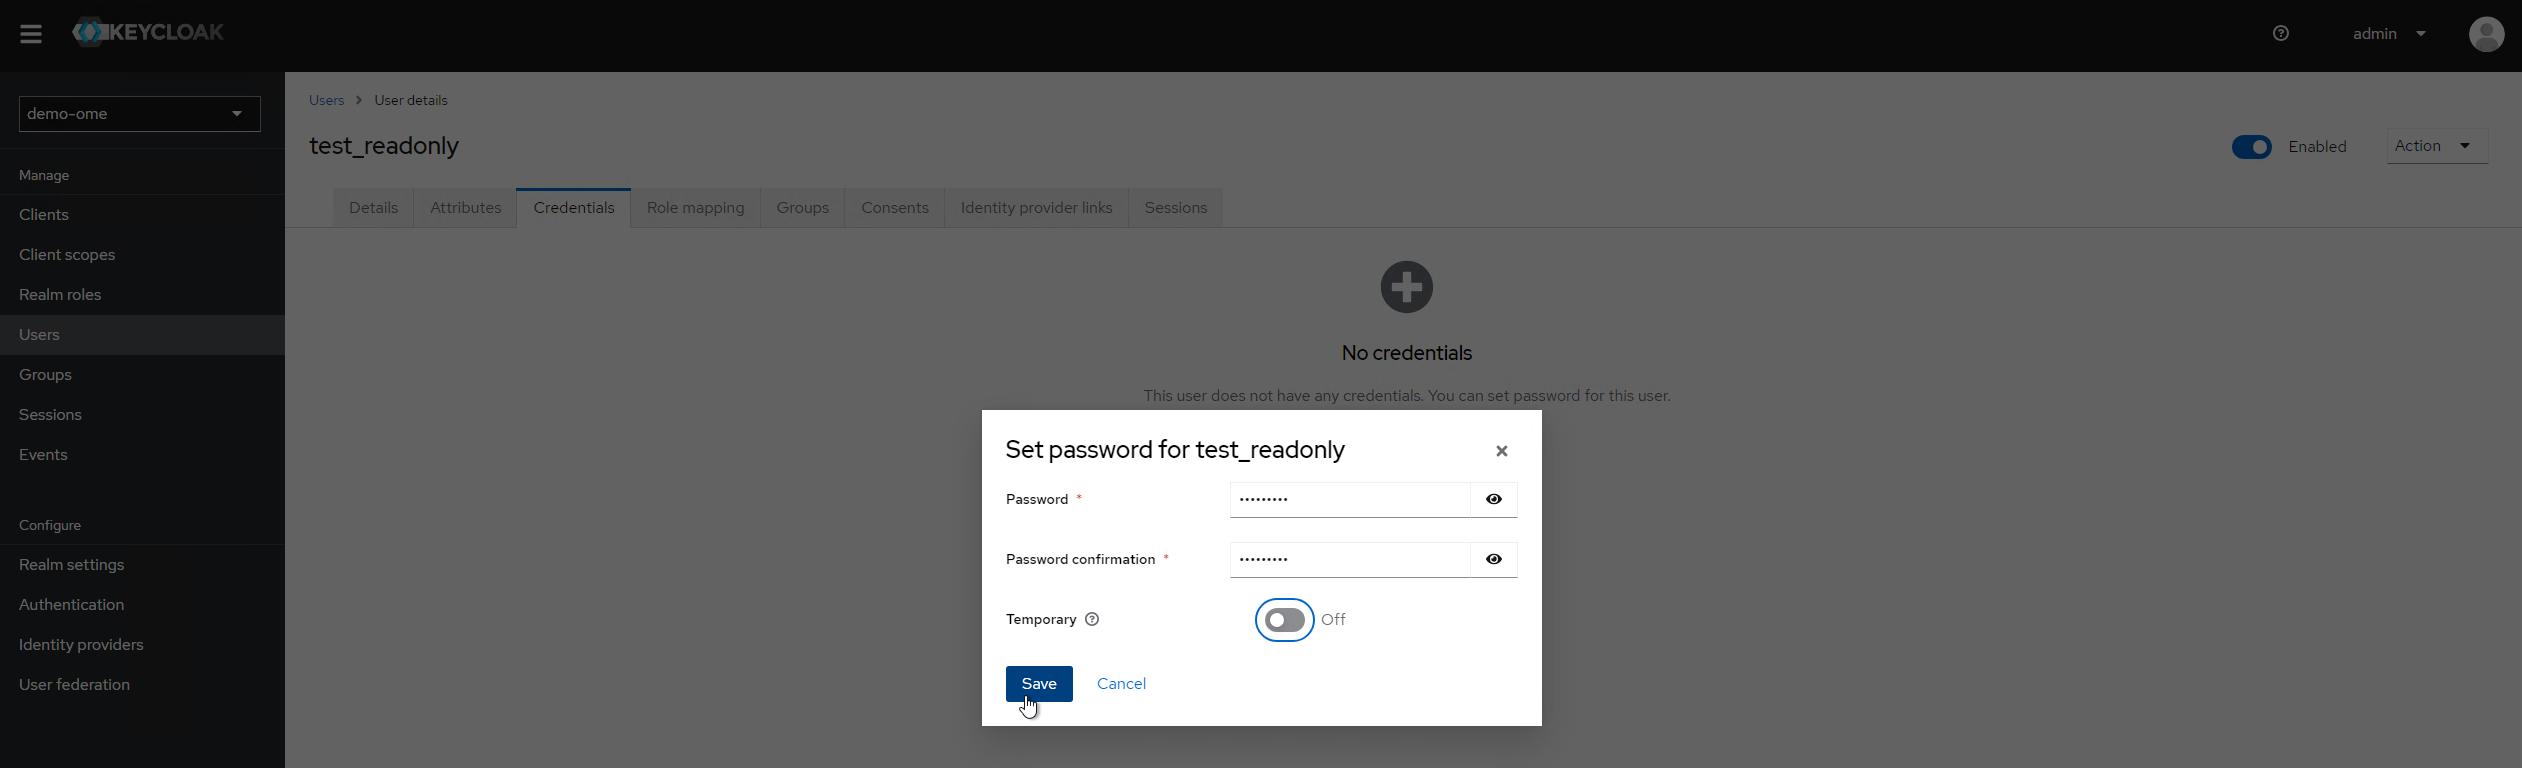 KEYCLOAK
admin
demo-ome
Manage
Clients
Client scopes
Realm roles
Users
Groups
Sessions
Events
Configure
Realm settings
Authentication
Identity providers
User federation
Users > User details
test_readonly
Enabled
Action
Details Attributes Credentials Role mapping Groups Consents Identity provider links Sessions
No credentials
This user does not have any credentials. You can set password for this user.
Set password for test_readonly
Password *
•••••••••
Password confirmation *
•••••••••
Temporary
Off
Save Cancel